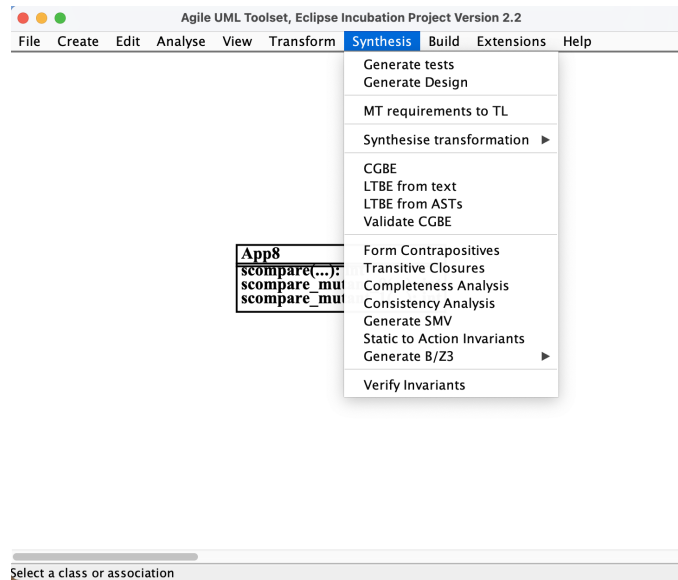 Agile UML Toolset, Eclipse Incubation Project Version 2.2
File Create Edit Analyse View Transform Synthesis Build Extensions Help
Generate tests
Generate Design
MT requirements to TL
Synthesise transformation
CGBE
LTBE from text
LTBE from ASTs
Validate CGBE
App8
scompare(...):
Form Contrapositives
Transitive Closures
Completeness Analysis
Consistency Analysis
Generate SMV
Static to Action Invariants
Generate B/Z3
Verify Invariants
Select a class or association